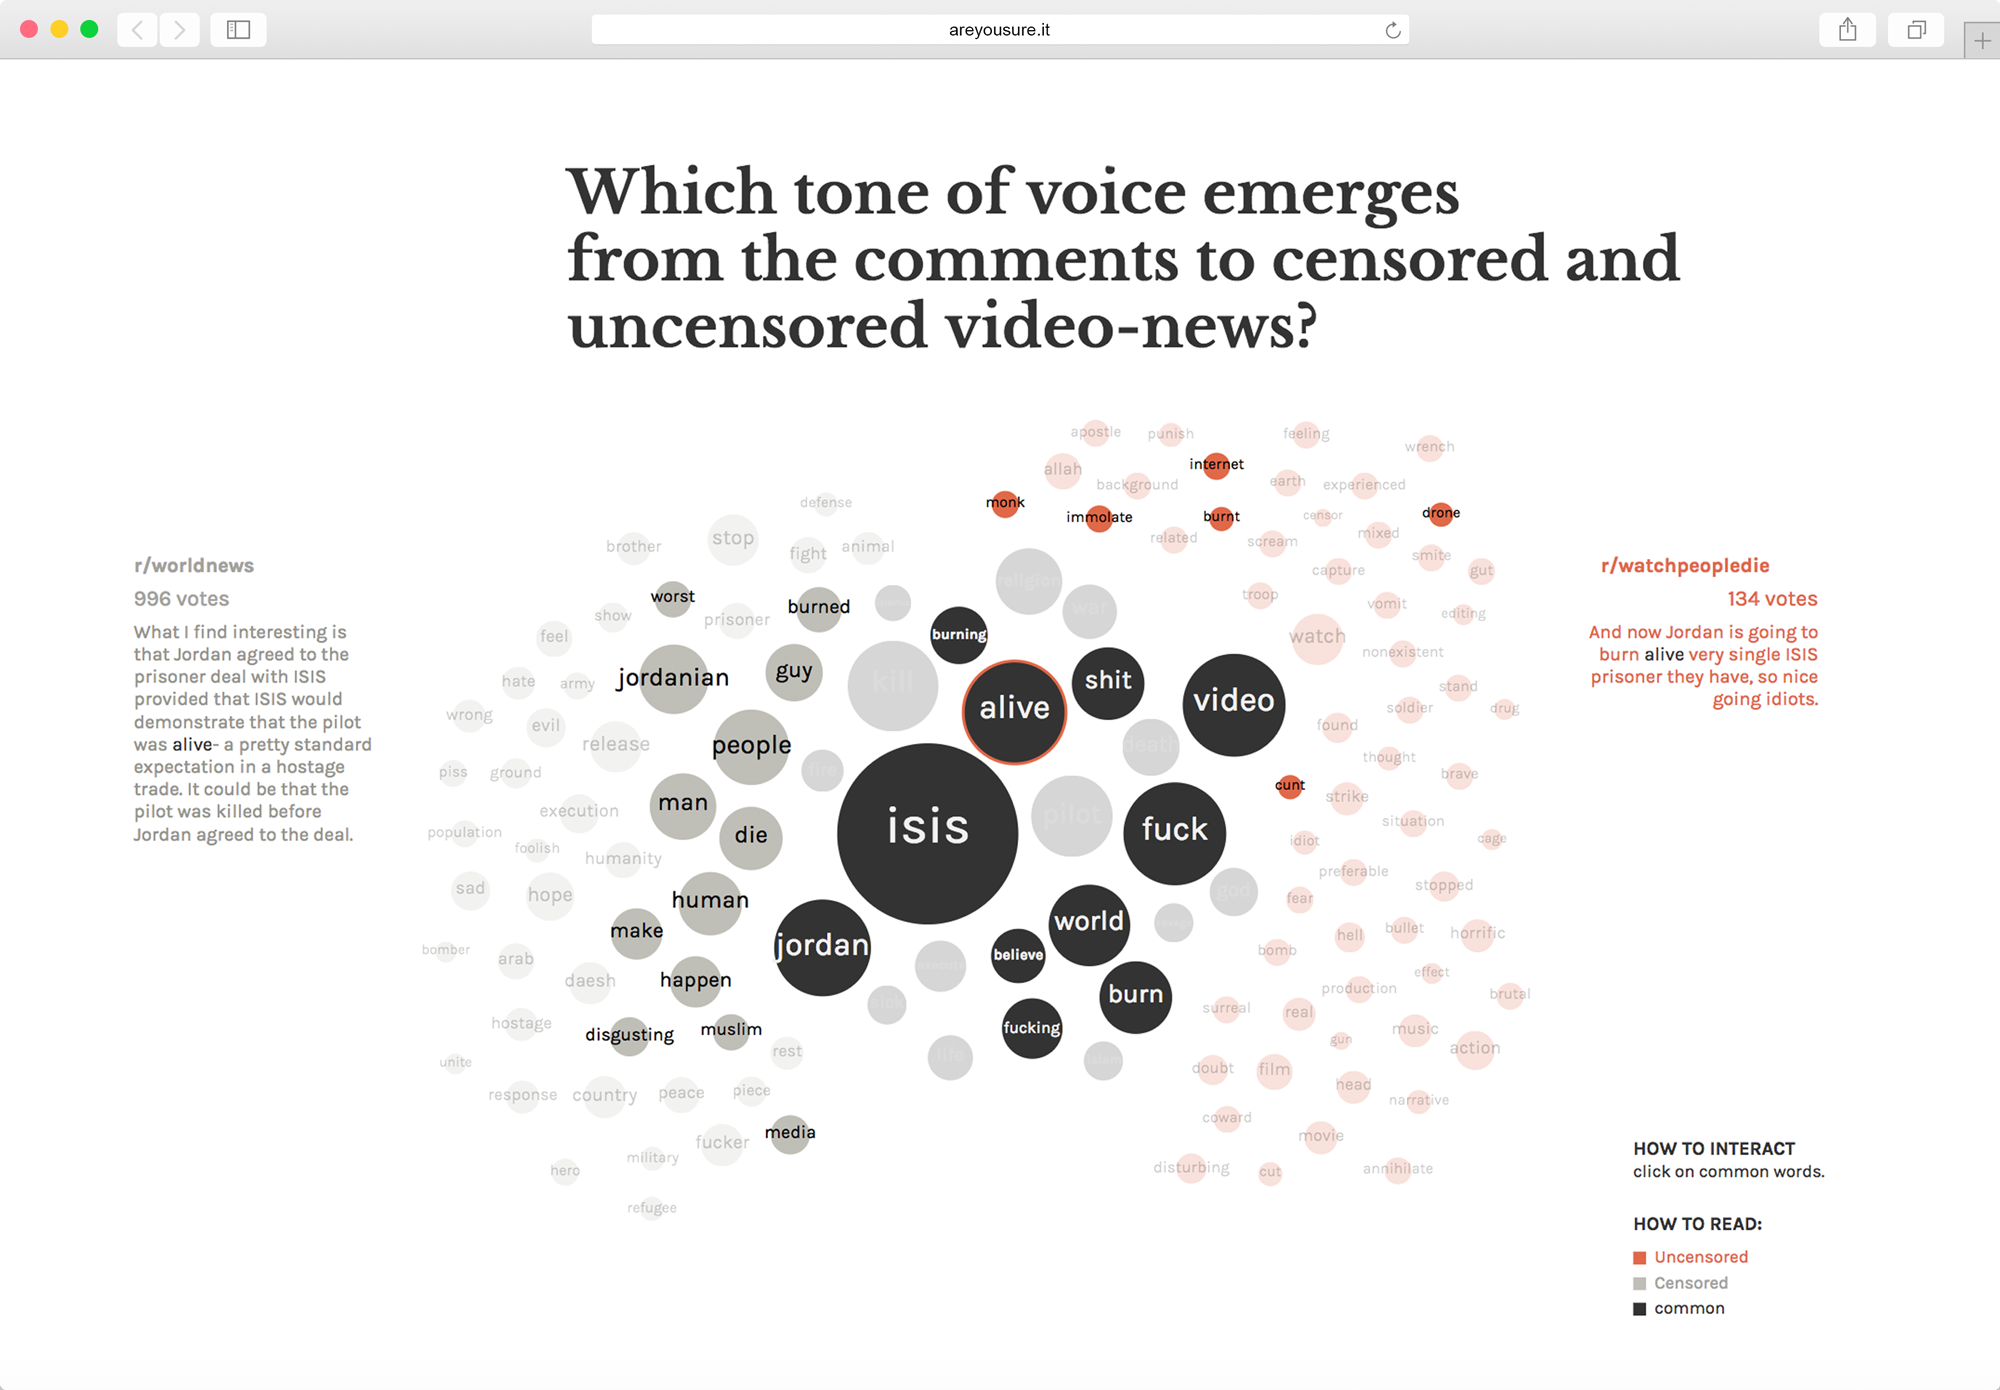 areyousure.it
Which tone of voice emerges
from the comments to censored and
uncensored video-news?
r/worldnews
996 votes
What I find interesting is
that Jordan agreed to the
prisoner deal with ISIS
provided that ISIS would
demonstrate that the pilot
was alive- a pretty standard
expectation in a hostage
trade. It could be that the
pilot was killed before
Jordan agreed to the deal.
defense
brother
stop
fight
animal
worst
burned
show
prisoner
feel
jordanian
guy
hate
army
wrong
evil
release
people
piss
ground
man
execution
die
population
foolish
humanity
sad
hope
human
make
bomber
arab
daesh
happen
hostage
disgusting
muslim
unite
rest
response
country
peace
piece
fucker
media
military
hero
refugee
religion
war
burning
kill
alive
shit
video
death
fire
isis
pilot
fuck
god
world
jordan
believe
burn
fucking
life
islam
apostle
punish
feeling
wrench
allah
internet
background
earth
experienced
monk
immolate
burnt
censor
drone
related
scream
mixed
smite
capture
gut
troop
vomit
editing
watch
nonexistent
stand
soldier
drug
found
thought
brave
cunt
strike
situation
idiot
cage
preferable
stopped
fear
bullet
hell
horrific
bomb
effect
production
brutal
surreal
real
music
gun
action
doubt
film
head
narrative
coward
movie
disturbing
cut
annihilate
r/watchpeopledie
134 votes
And now Jordan is going to
burn alive very single ISIS
prisoner they have, so nice
going idiots.
HOW TO INTERACT
click on common words.
HOW TO READ:
Uncensored
Censored
common